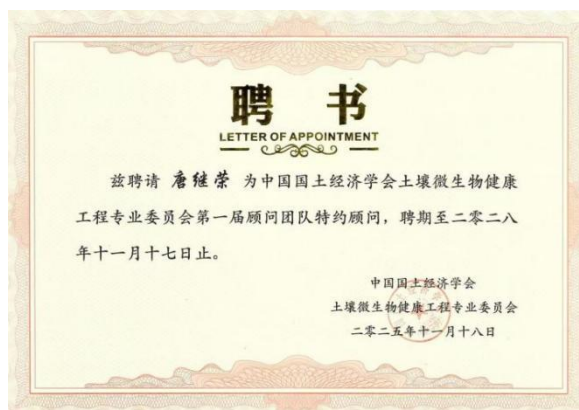 聘 书
LETTER OF APPOINTMENT
兹聘请 唐继荣 为中国国土经济学会土壤微生物健康
工程专业委员会第一届顾问团队特约顾问，聘期至二零二八
年十一月十七日止。
中国国土经济学会
土壤微生物健康工程专业委员会
二零二五年十一月十八日